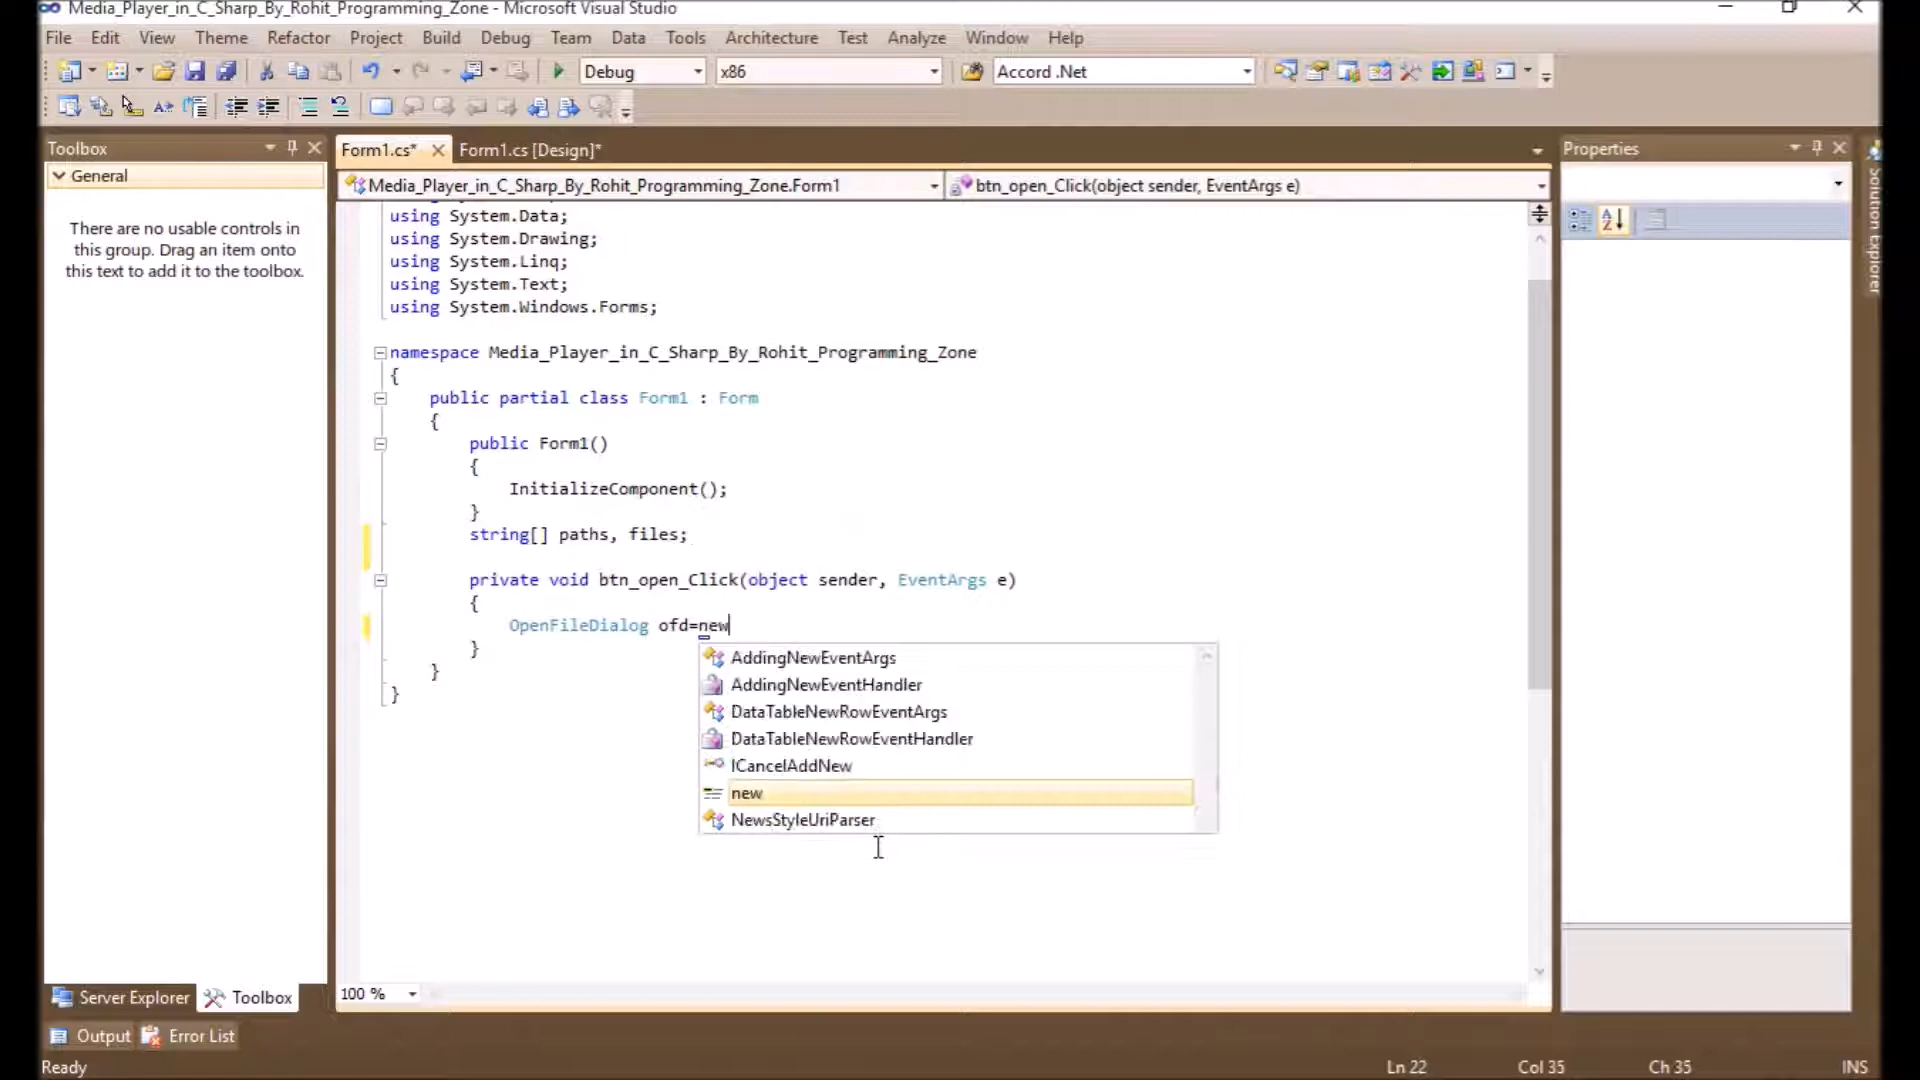 Media_Player_in_C_Sharp_By_Rohit_Programming_Zone - Microsoft Visual Studio
File Edit View Theme Refactor Project Build Debug Team Data Tools Architecture Test Analyze Window Help
Debug x86 Accord .Net
Toolbox
General
There are no usable controls in
this group. Drag an item onto
this text to add it to the toolbox.
Form1.cs* Form1.cs [Design]*
Media_Player_in_C_Sharp_By_Rohit_Programming_Zone.Form1 btn_open_Click(object sender, EventArgs e)
using System.Data;
using System.Drawing;
using System.Linq;
using System.Text;
using System.Windows.Forms;
namespace Media_Player_in_C_Sharp_By_Rohit_Programming_Zone
{
public partial class Form1 : Form
{
public Form1()
{
InitializeComponent();
}
string[] paths, files;
private void btn_open_Click(object sender, EventArgs e)
{
OpenFileDialog ofd=new
}
}
}
AddingNewEventArgs
AddingNewEventHandler
DataTableNewRowEventArgs
DataTableNewRowEventHandler
ICancelAddNew
new
NewsStyleUriParser
100 %
Properties
Solution Explorer
Server Explorer Toolbox
Output Error List
Ready Ln 22 Col 35 Ch 35 INS